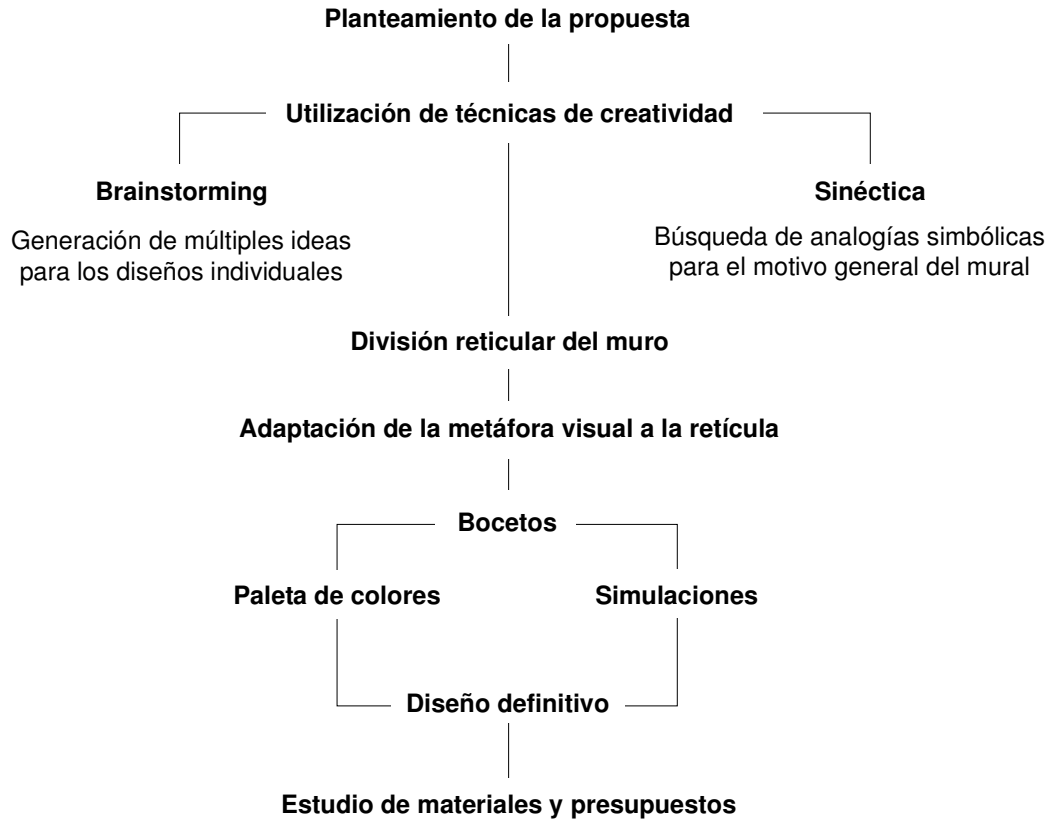 Planteamiento de la propuesta
Utilización de técnicas de creatividad
Brainstorming
Generación de múltiples ideas
para los diseños individuales
Sinéctica
Búsqueda de analogías simbólicas
para el motivo general del mural
División reticular del muro
Adaptación de la metáfora visual a la retícula
Bocetos
Paleta de colores
Simulaciones
Diseño definitivo
Estudio de materiales y presupuestos